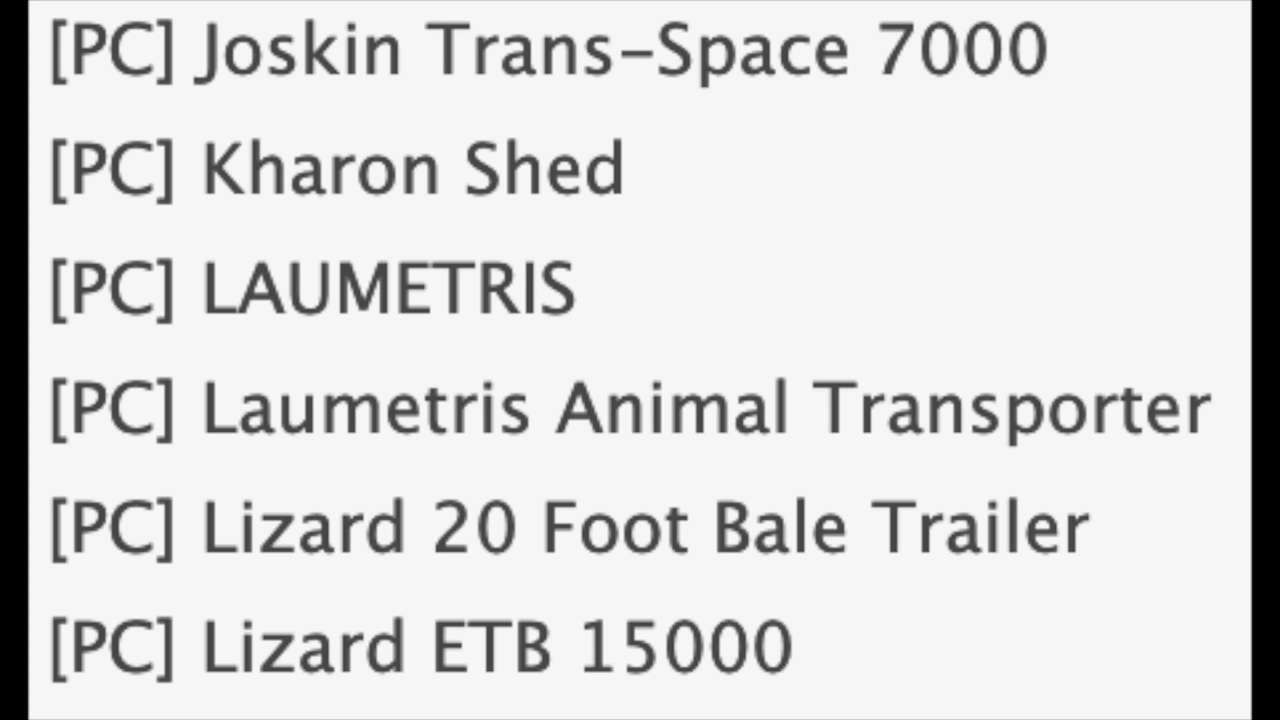 [PC] Joskin Trans-Space 7000
[PC] Kharon Shed
[PC] LAUMETRIS
[PC] Laumetris Animal Transporter
[PC] Lizard 20 Foot Bale Trailer
[PC] Lizard ETB 15000